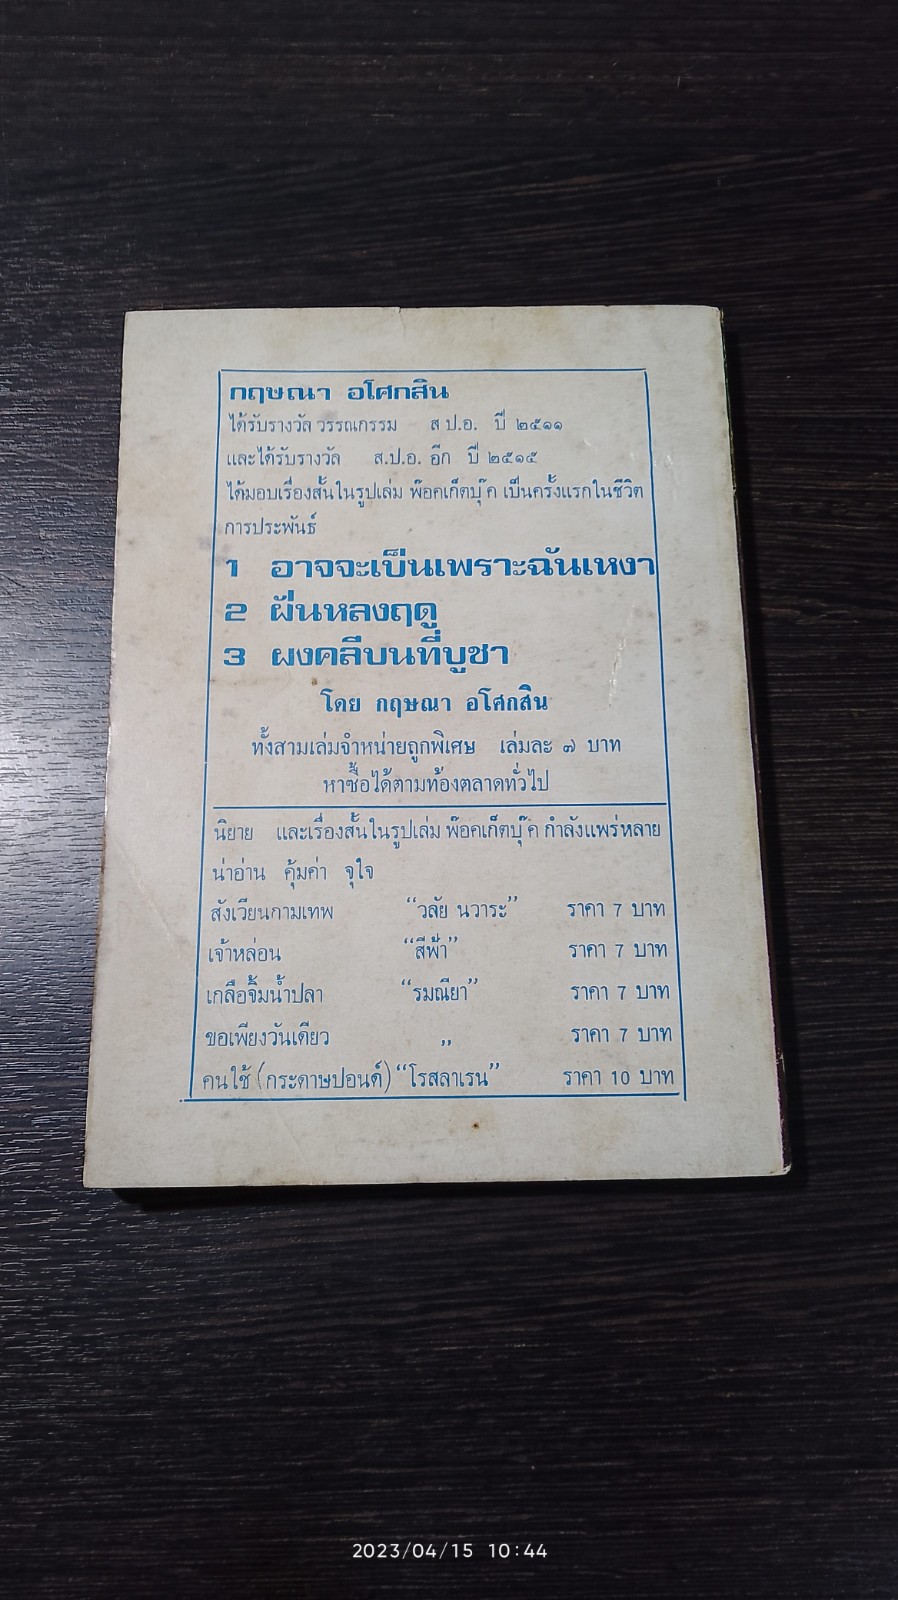 กฤษณา อโศกสิน
ได้รับรางวัล วรรณกรรม ส ป.อ. ปี ๒๕๑๑
และได้รับรางวัล ส.ป.อ. อีก ปี ๒๕๑๕
ได้มอบเรื่องสั้นในรูปเล่ม พ๊อคเก็ตบุ๊ค เป็นครั้งแรกในชีวิต
การประพันธ์
1 อาจจะเป็นเพราะฉันเหงา
2 ฝันหลงฤดู
3 ผงคลีบนที่บูชา
โดย กฤษณา อโศกสิน
ทั้งสามเล่มจำหน่ายถูกพิเศษ เล่มละ ๗ บาท
หาซื้อได้ตามท้องตลาดทั่วไป
นิยาย และเรื่องสั้นในรูปเล่ม พ๊อคเก็ตบุ๊ค กำลังแพร่หลาย
น่าอ่าน คุ้มค่า จุใจ
สังเวียนกามเทพ “วลัย นวาระ” ราคา 7 บาท
เจ้าหล่อน “สีฟ้า” ราคา 7 บาท
เกลือจิ้มน้ำปลา “รมณียา” ราคา 7 บาท
ขอเพียงวันเดียว ,, ราคา 7 บาท
คนใช้ (กระดาษปอนด์) “โรสลาเรน” ราคา 10 บาท
2023/04/15 10:44